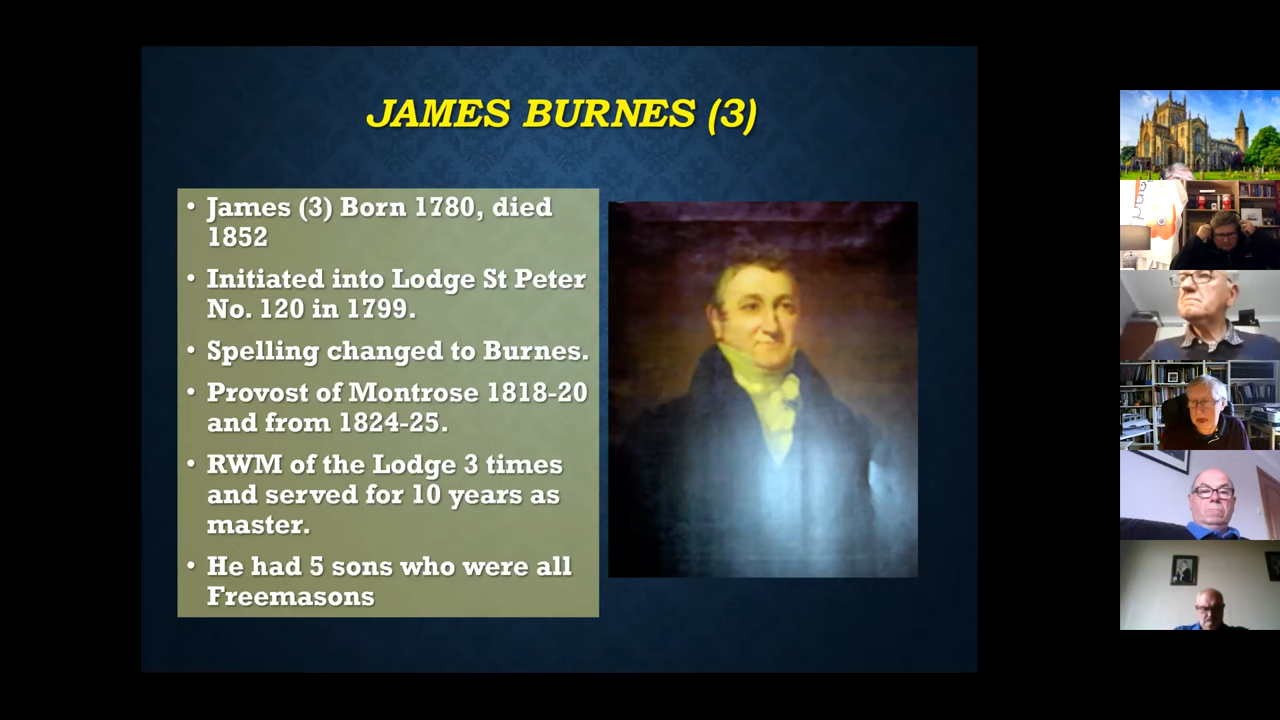 JAMES BURNES (3)
• James (3) Born 1780, died
1852
• Initiated into Lodge St Peter
No. 120 in 1799.
• Spelling changed to Burnes.
• Provost of Montrose 1818-20
and from 1824-25.
• RWM of the Lodge 3 times
and served for 10 years as
master.
• He had 5 sons who were all
Freemasons